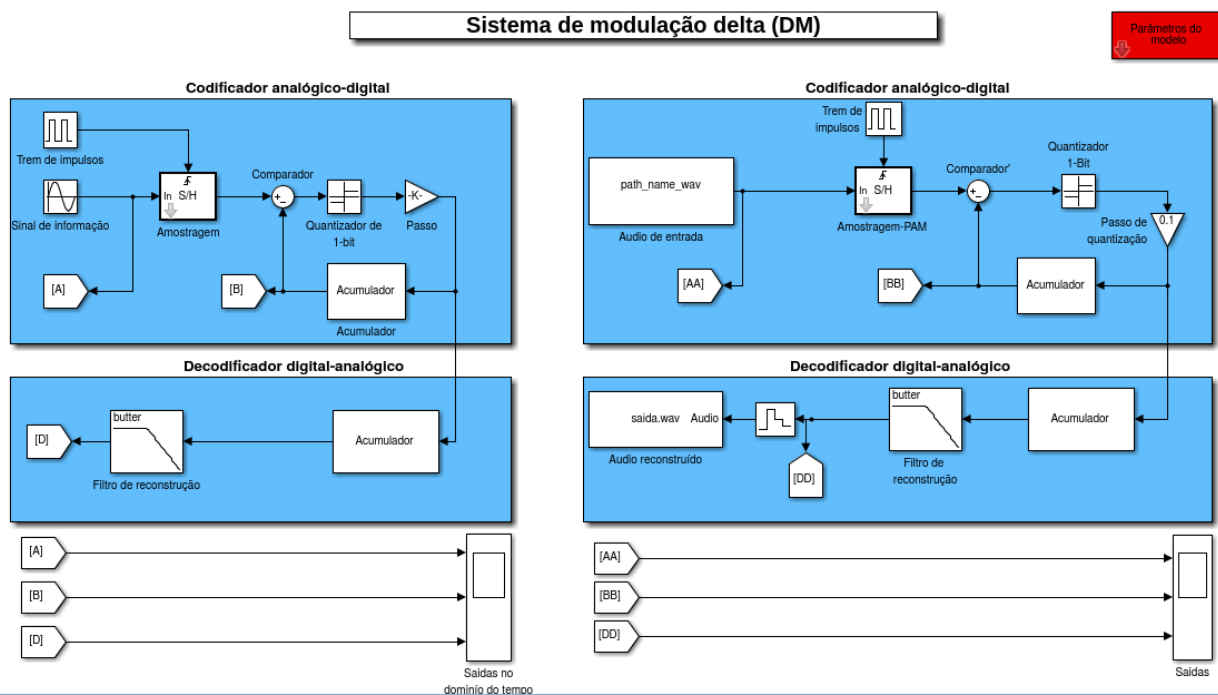 Sistema de modulação delta (DM)
Parâmetros do
modelo
Codificador analógico-digital
Trem de impulsos
Sinal de informação
In S/H
Amostragem
Comparador
+
−
Quantizador de
1-bit
-K-
Passo
[A]
[B]
Acumulador
Acumulador
Decodificador digital-analógico
[D]
butter
Filtro de reconstrução
Acumulador
[A]
[B]
[D]
Saidas no
domínio do tempo
Codificador analógico-digital
Trem de
impulsos
path_name_wav
Audio de entrada
In S/H
Amostragem-PAM
Comparador'
+
−
Quantizador
1-Bit
0.1
Passo de
quantização
[AA]
[BB]
Acumulador
Decodificador digital-analógico
saida.wav Audio
Audio reconstruído
[DD]
butter
Filtro de
reconstrução
Acumulador
[AA]
[BB]
[DD]
Saidas